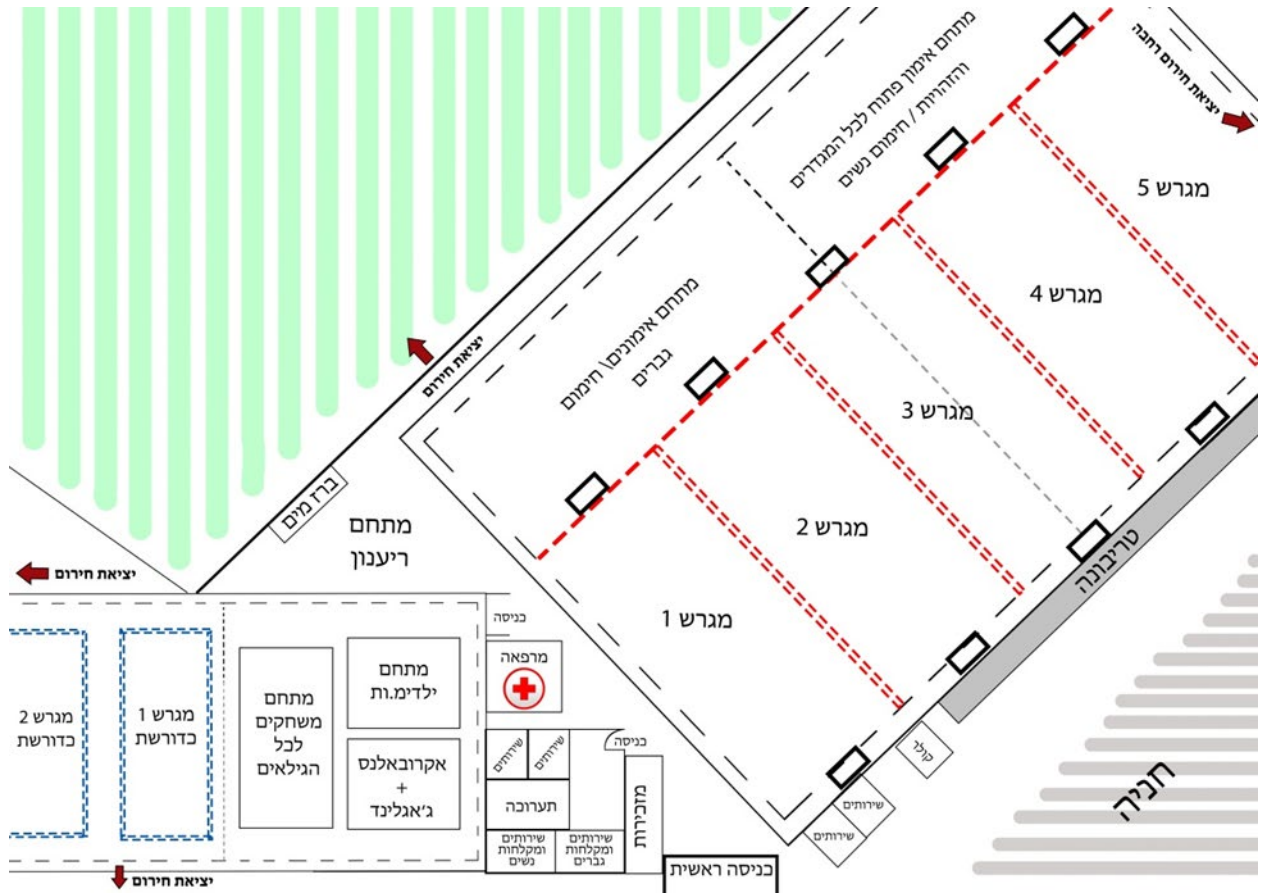 מתחם אימון פתוח לכל המגדרים
והזהויות / חימום נשים
יציאת חירום רחבה
מגרש 5
מגרש 4
מתחם אימונים\ חימום
גברים
מגרש 3
יציאת חירום
מגרש 2
טריבונה
ברז מים
מתחם
ריענון
מגרש 1
יציאת חירום
כניסה
מרפאה
מתחם
ילדימ.ות
מתחם
משחקים
לכל
הגילאים
מגרש 1
כדורשת
מגרש 2
כדורשת
אקרובאלנס
+
ג'אגלינד
שירותים
שירותים
כניסה
תערוכה
מזכירות
שירותים
ומקלחות
נשים
שירותים
ומקלחות
גברים
קולר
שירותים
שירותים
חניה
כניסה ראשית
יציאת חירום